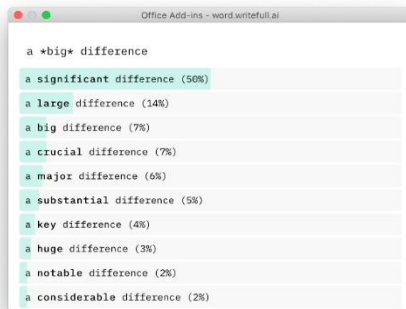 Office Add-ins - word.writefull.ai
a *big* difference
a significant difference (50%)
a large difference (14%)
a big difference (7%)
a crucial difference (7%)
a major difference (6%)
a substantial difference (5%)
a key difference (4%)
a huge difference (3%)
a notable difference (2%)
a considerable difference (2%)